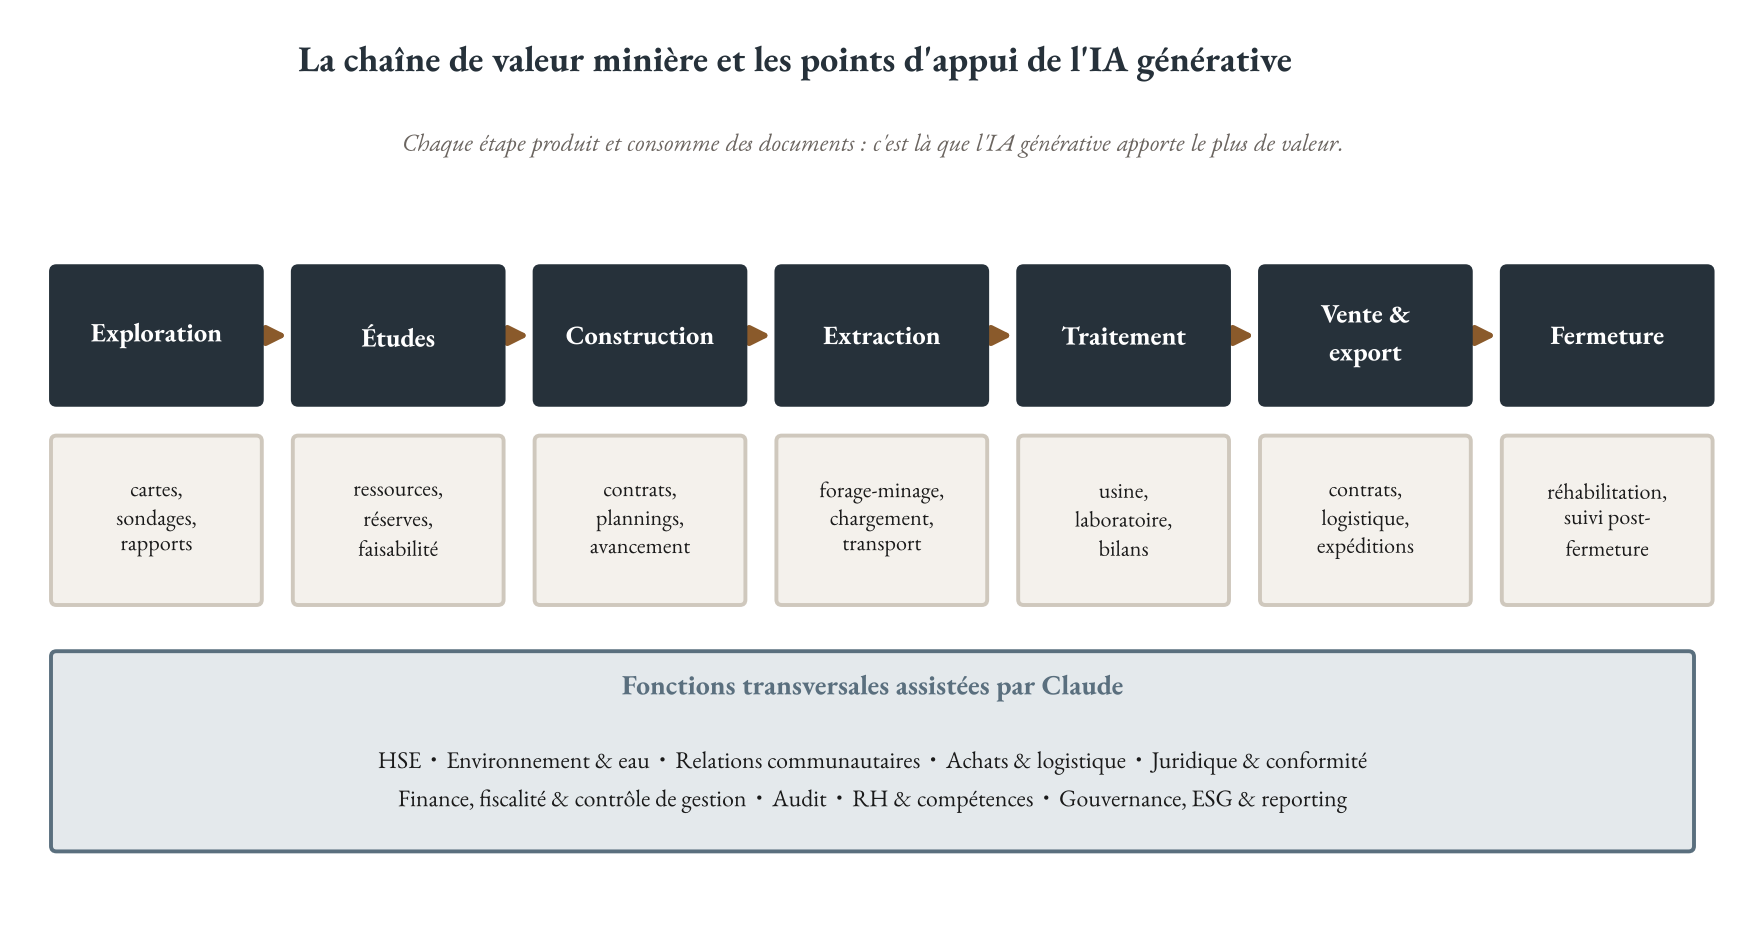 La chaîne de valeur minière et les points d'appui de l'IA générative
Chaque étape produit et consomme des documents : c'est là que l'IA générative apporte le plus de valeur.
Exploration
Études
Construction
Extraction
Traitement
Vente &
export
Fermeture
cartes,
sondages,
rapports
ressources,
réserves,
faisabilité
contrats,
plannings,
avancement
forage-minage,
chargement,
transport
usine,
laboratoire,
bilans
contrats,
logistique,
expéditions
réhabilitation,
suivi post-
fermeture
Fonctions transversales assistées par Claude
HSE • Environnement & eau • Relations communautaires • Achats & logistique • Juridique & conformité
Finance, fiscalité & contrôle de gestion • Audit • RH & compétences • Gouvernance, ESG & reporting